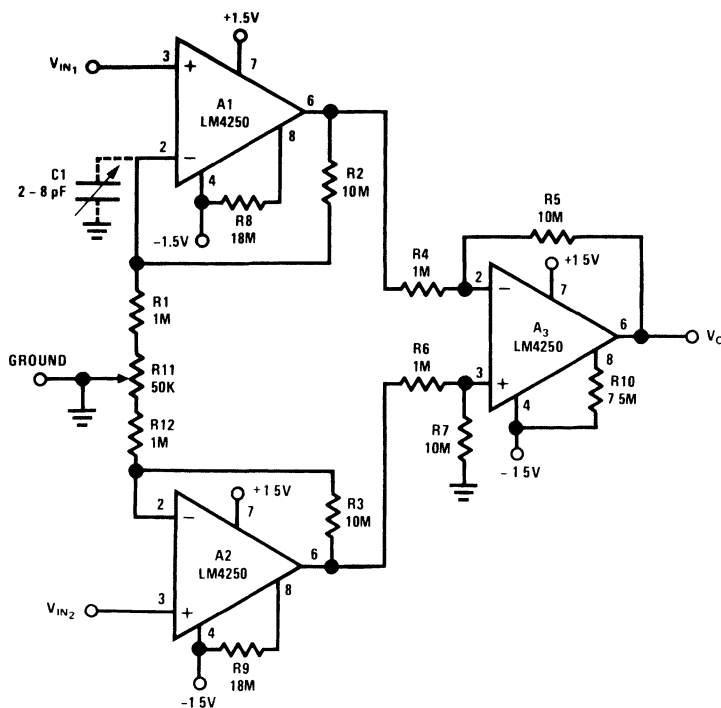 +1.5V
V_IN1
3
+
7
A1
LM4250
6
8
2
−
4
C1
2 – 8 pF
R8
18M
−1.5V
R2
10M
R1
1M
GROUND
R11
50K
R12
1M
R4
1M
R5
10M
+1 5V
2
−
7
A3
LM4250
6
V_O
8
R6
1M
3
+
4
R10
7 5M
R7
10M
− 1 5V
R3
10M
+1 5V
2
−
7
A2
LM4250
6
8
V_IN2
3
+
4
R9
18M
−1 5V